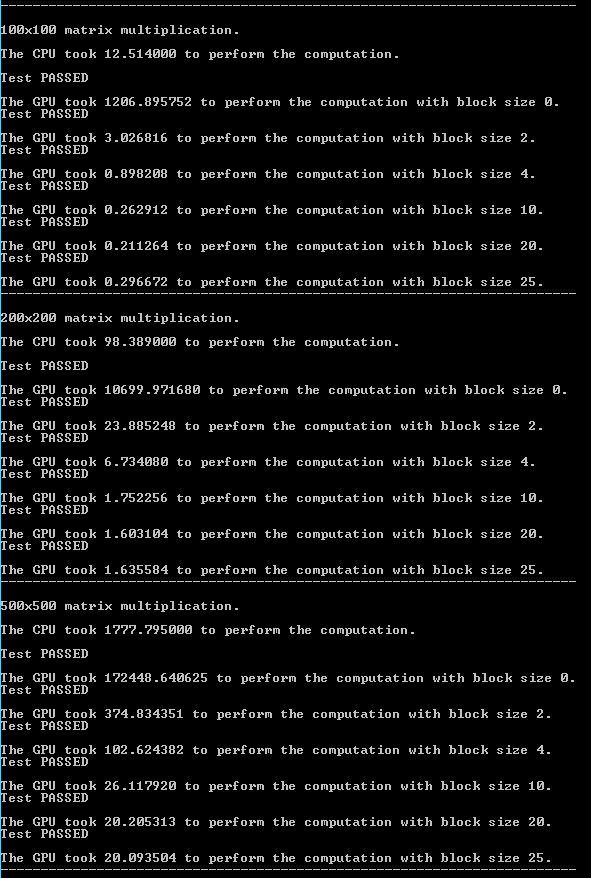 ------------------------------------------------------------------------
100x100 matrix multiplication.
The CPU took 12.514000 to perform the computation.
Test PASSED
The GPU took 1206.895752 to perform the computation with block size 0.
Test PASSED
The GPU took 3.026816 to perform the computation with block size 2.
Test PASSED
The GPU took 0.898208 to perform the computation with block size 4.
Test PASSED
The GPU took 0.262912 to perform the computation with block size 10.
Test PASSED
The GPU took 0.211264 to perform the computation with block size 20.
Test PASSED
The GPU took 0.296672 to perform the computation with block size 25.
------------------------------------------------------------------------
200x200 matrix multiplication.
The CPU took 98.389000 to perform the computation.
Test PASSED
The GPU took 10699.971680 to perform the computation with block size 0.
Test PASSED
The GPU took 23.885248 to perform the computation with block size 2.
Test PASSED
The GPU took 6.734080 to perform the computation with block size 4.
Test PASSED
The GPU took 1.752256 to perform the computation with block size 10.
Test PASSED
The GPU took 1.603104 to perform the computation with block size 20.
Test PASSED
The GPU took 1.635584 to perform the computation with block size 25.
------------------------------------------------------------------------
500x500 matrix multiplication.
The CPU took 1777.795000 to perform the computation.
Test PASSED
The GPU took 172448.640625 to perform the computation with block size 0.
Test PASSED
The GPU took 374.834351 to perform the computation with block size 2.
Test PASSED
The GPU took 102.624382 to perform the computation with block size 4.
Test PASSED
The GPU took 26.117920 to perform the computation with block size 10.
Test PASSED
The GPU took 20.205313 to perform the computation with block size 20.
Test PASSED
The GPU took 20.093504 to perform the computation with block size 25.
------------------------------------------------------------------------